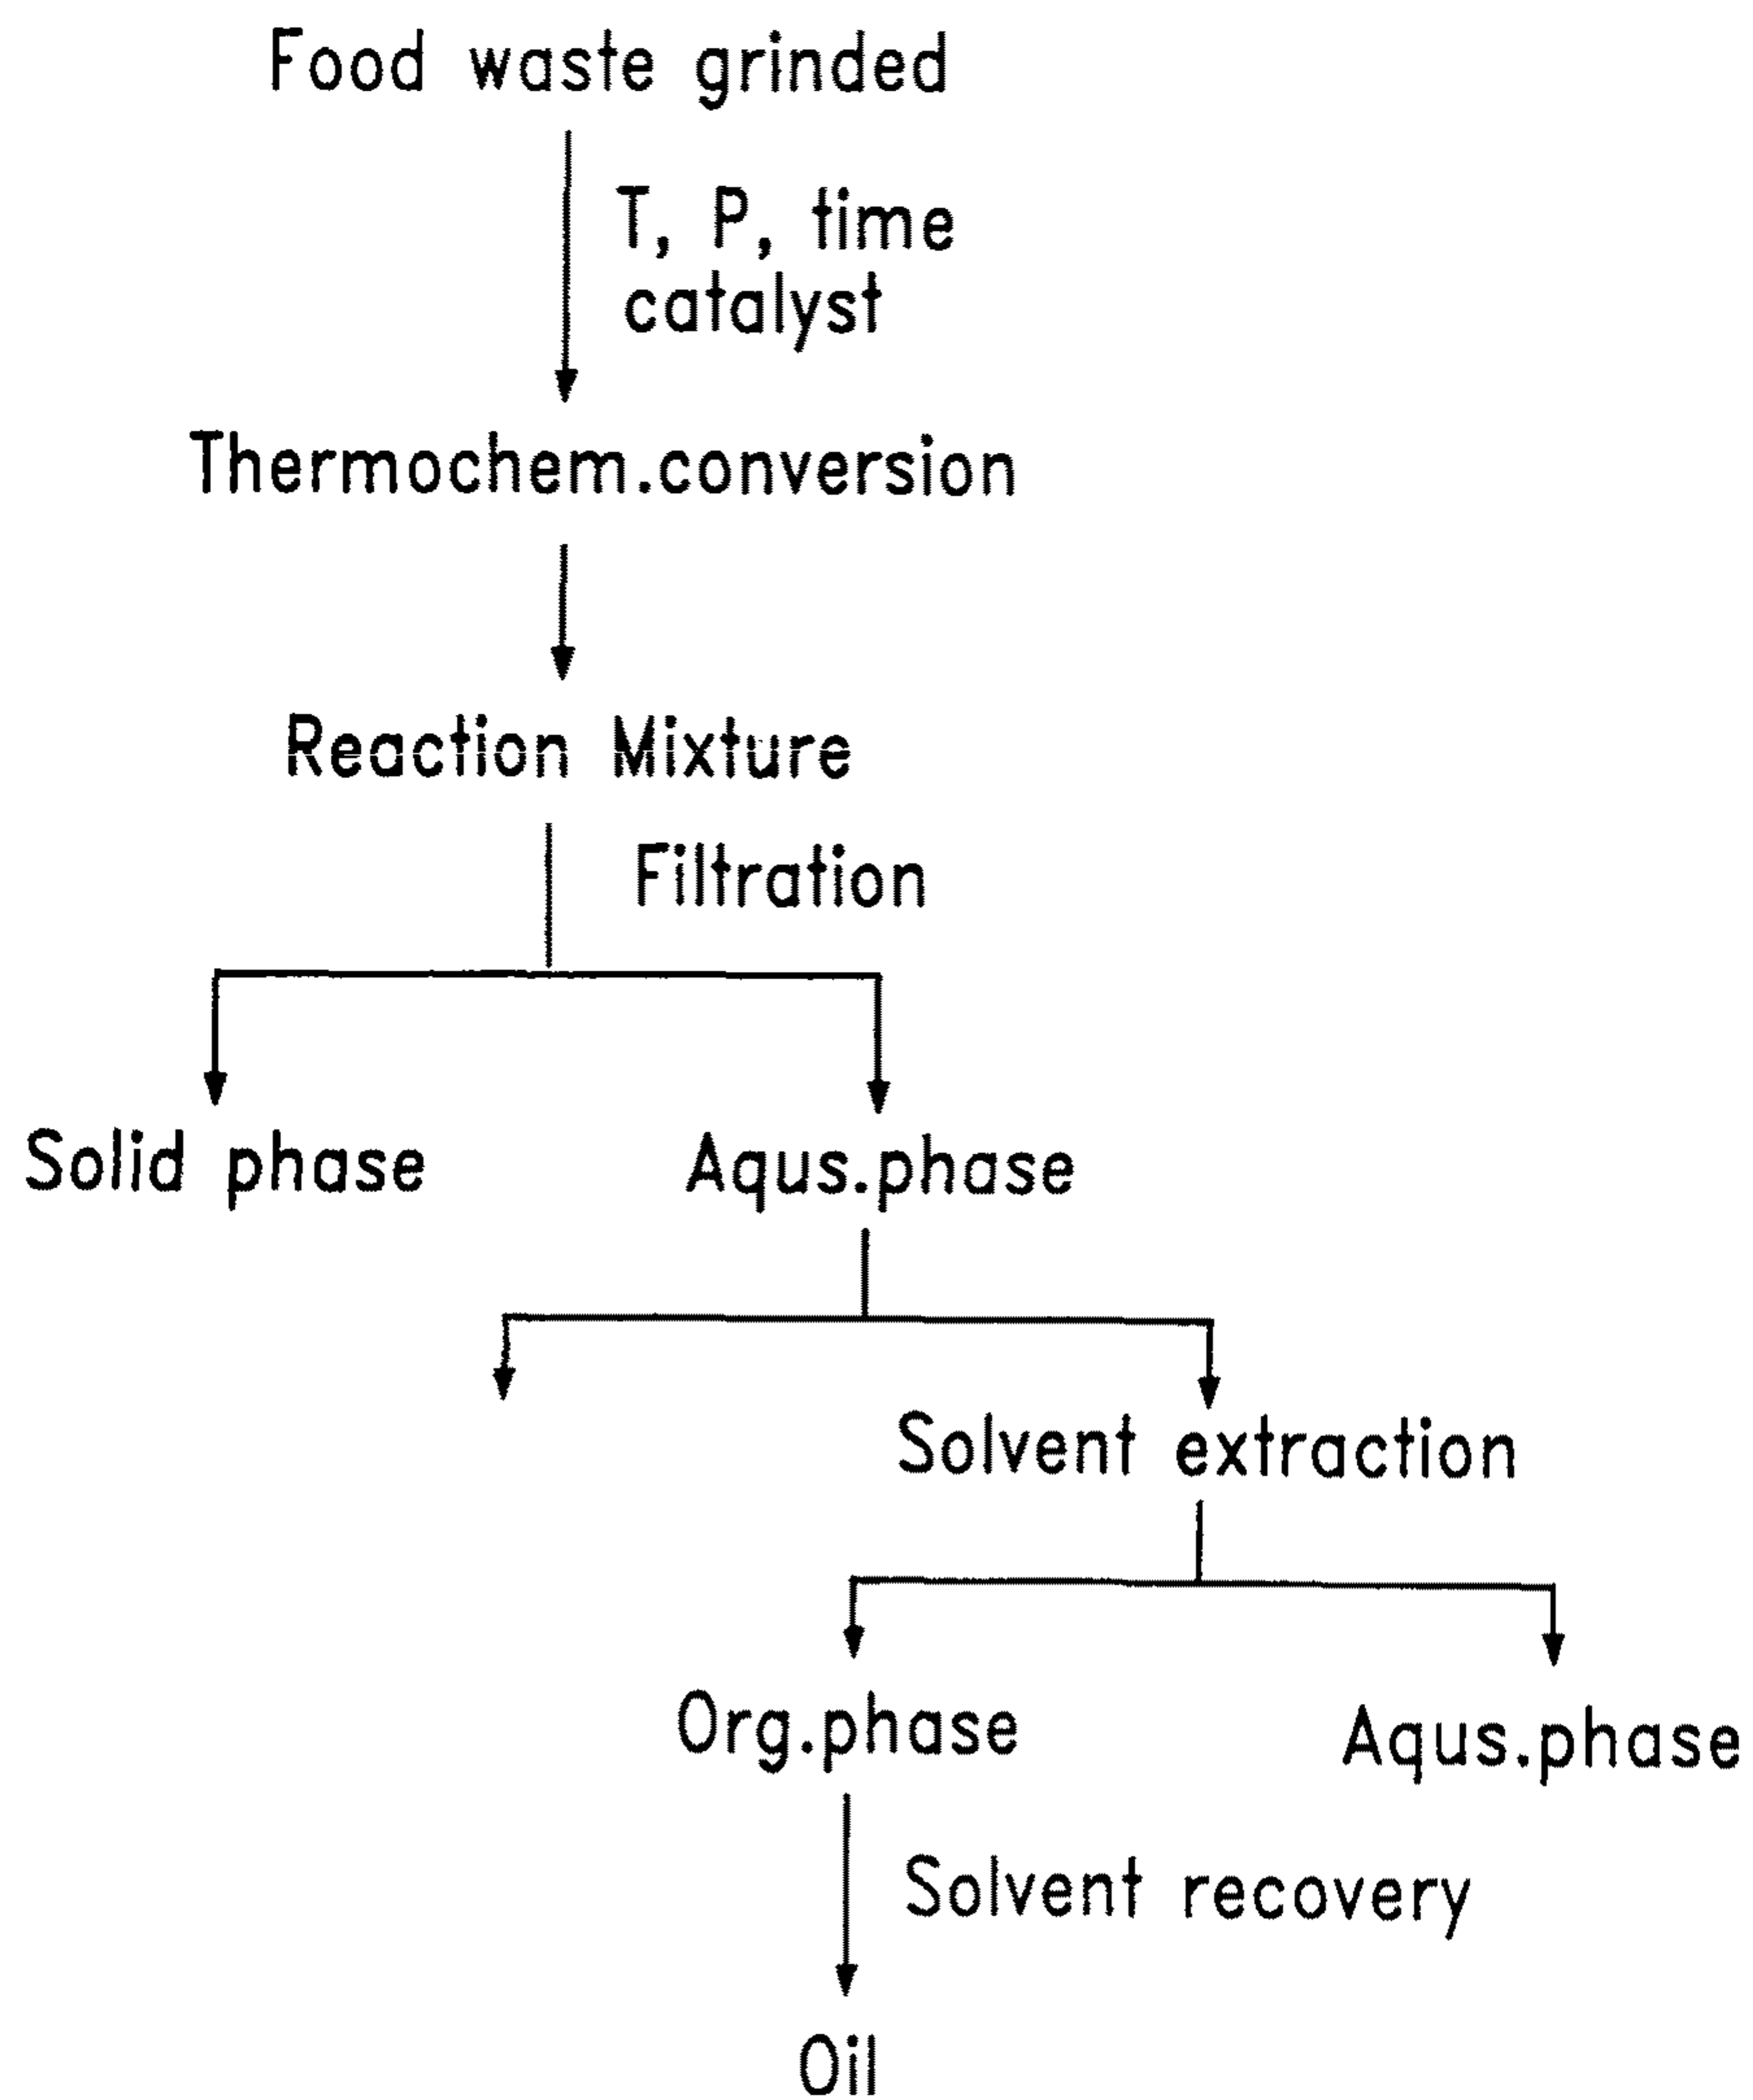 Food waste grinded
T, P, time
catalyst
Thermochem.conversion
Reaction Mixture
Filtration
Solid phase
Aqus.phase
Solvent extraction
Org.phase
Aqus.phase
Solvent recovery
Oil